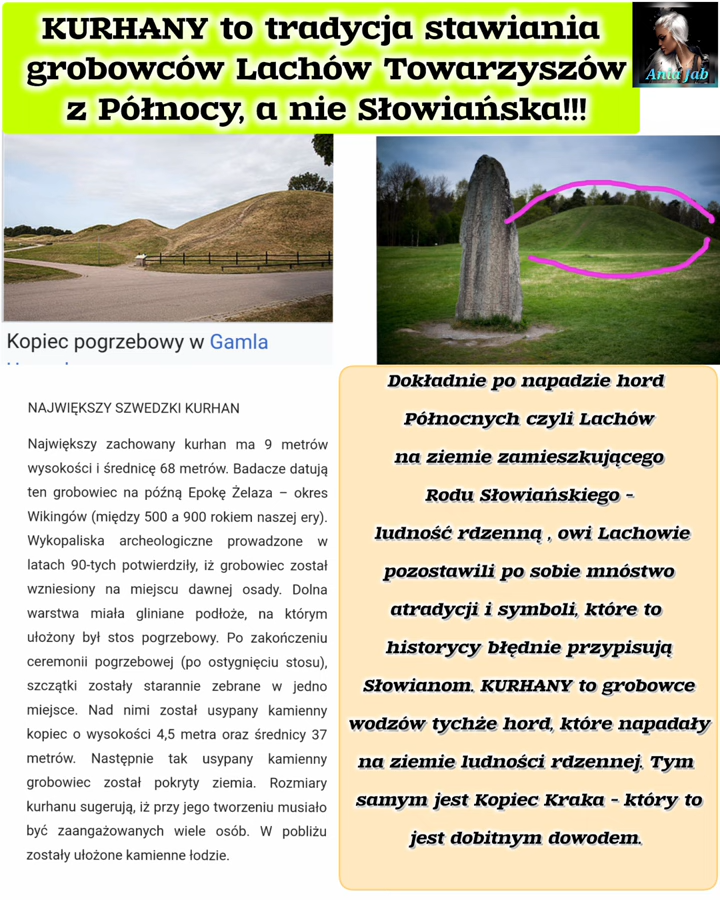 KURHANY to tradycja stawiania
grobowców Lachów Towarzyszów
z Północy, a nie Słowiańska!!!
Ania jab
Kopiec pogrzebowy w Gamla
NAJWIĘKSZY SZWEDZKI KURHAN
Największy zachowany kurhan ma 9 metrów
wysokości i średnicę 68 metrów. Badacze datują
ten grobowiec na późną Epokę Żelaza – okres
Wikingów (między 500 a 900 rokiem naszej ery).
Wykopaliska archeologiczne prowadzone w
latach 90-tych potwierdziły, iż grobowiec został
wzniesiony na miejscu dawnej osady. Dolna
warstwa miała gliniane podłoże, na którym
ułożony był stos pogrzebowy. Po zakończeniu
ceremonii pogrzebowej (po ostygnięciu stosu),
szczątki zostały starannie zebrane w jedno
miejsce. Nad nimi został usypany kamienny
kopiec o wysokości 4,5 metra oraz średnicy 37
metrów. Następnie tak usypany kamienny
grobowiec został pokryty ziemia. Rozmiary
kurhanu sugerują, iż przy jego tworzeniu musiało
być zaangażowanych wiele osób. W pobliżu
zostały ułożone kamienne łodzie.
Dokładnie po napadzie hord
Północnych czyli Lachów
na ziemie zamieszkującego
Rodu Słowiańskiego -
ludność rdzenną , owi Lachowie
pozostawili po sobie mnóstwo
atradycji i symboli, które to
historycy błędnie przypisują
Słowianom. KURHANY to grobowce
wodzów tychże hord, które napadały
na ziemie ludności rdzennej. Tym
samym jest Kopiec Kraka - który to
jest dobitnym dowodem.